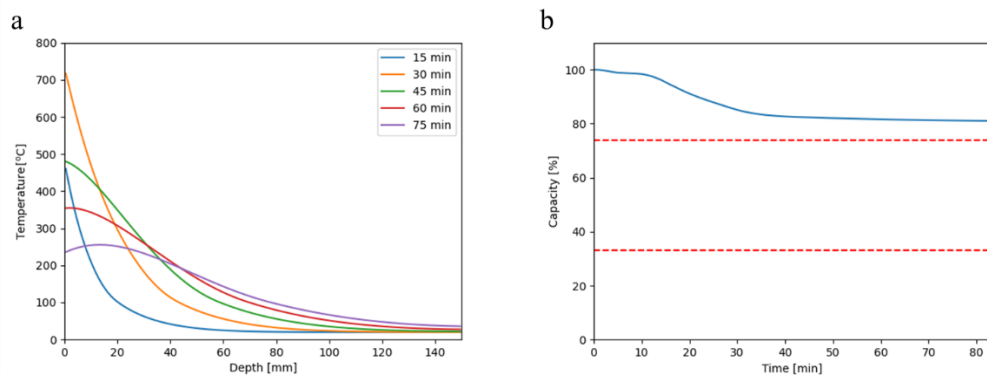 a
800
700
600
500
400
300
200
100
0
Temperature[°C]
0 20 40 60 80 100 120 140
Depth [mm]
15 min
30 min
45 min
60 min
75 min
b
100
80
60
40
20
0
Capacity [%]
0 10 20 30 40 50 60 70 80
Time [min]